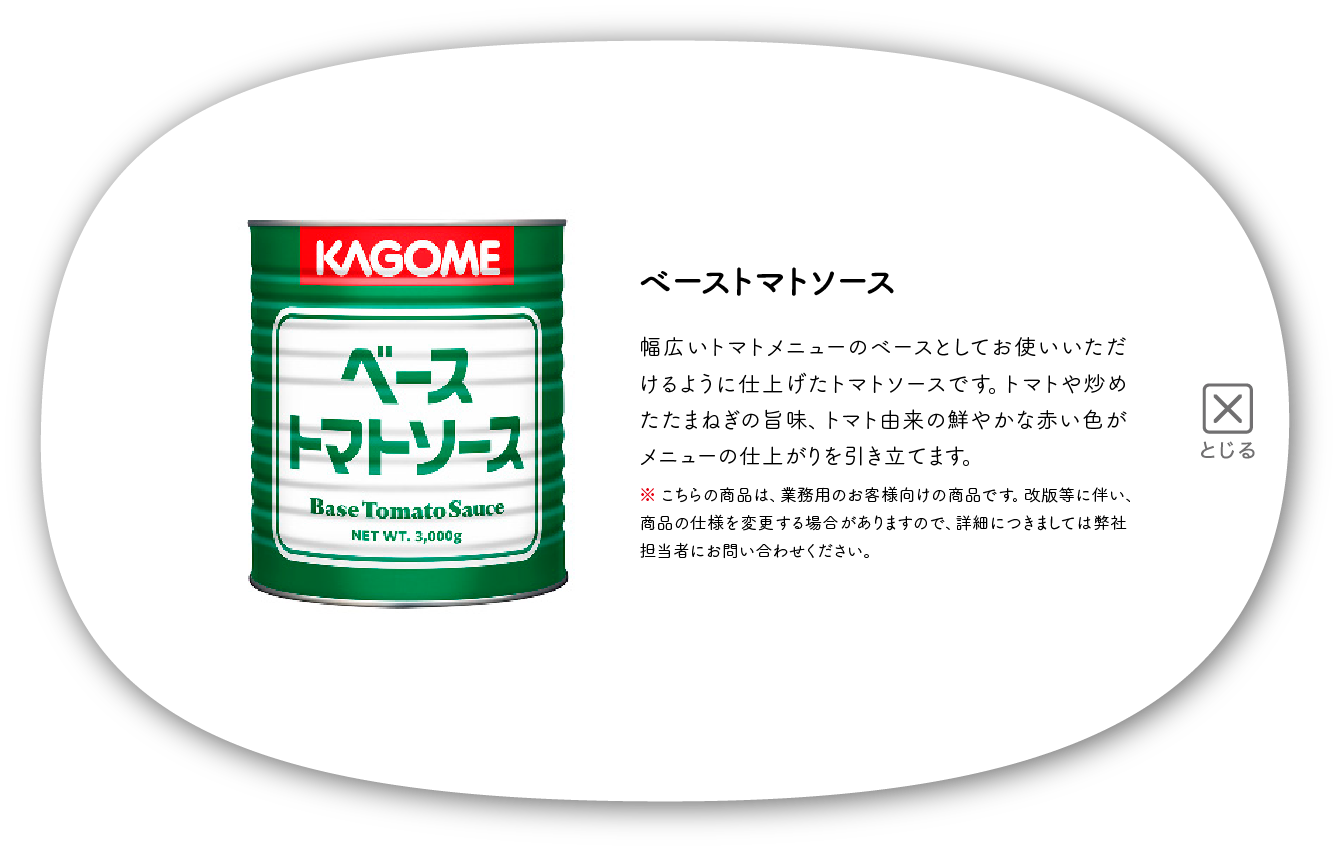 KAGOME
ベース
トマトソース
Base Tomato Sauce
NET WT. 3,000g
ベーストマトソース
幅広いトマトメニューのベースとしてお使いいただ
けるように仕上げたトマトソースです。トマトや炒め
たたまねぎの旨味、トマト由来の鮮やかな赤い色が
メニューの仕上がりを引き立てます。
※ こちらの商品は、業務用のお客様向けの商品です。改版等に伴い、
商品の仕様を変更する場合がありますので、詳細につきましては弊社
担当者にお問い合わせください。
とじる